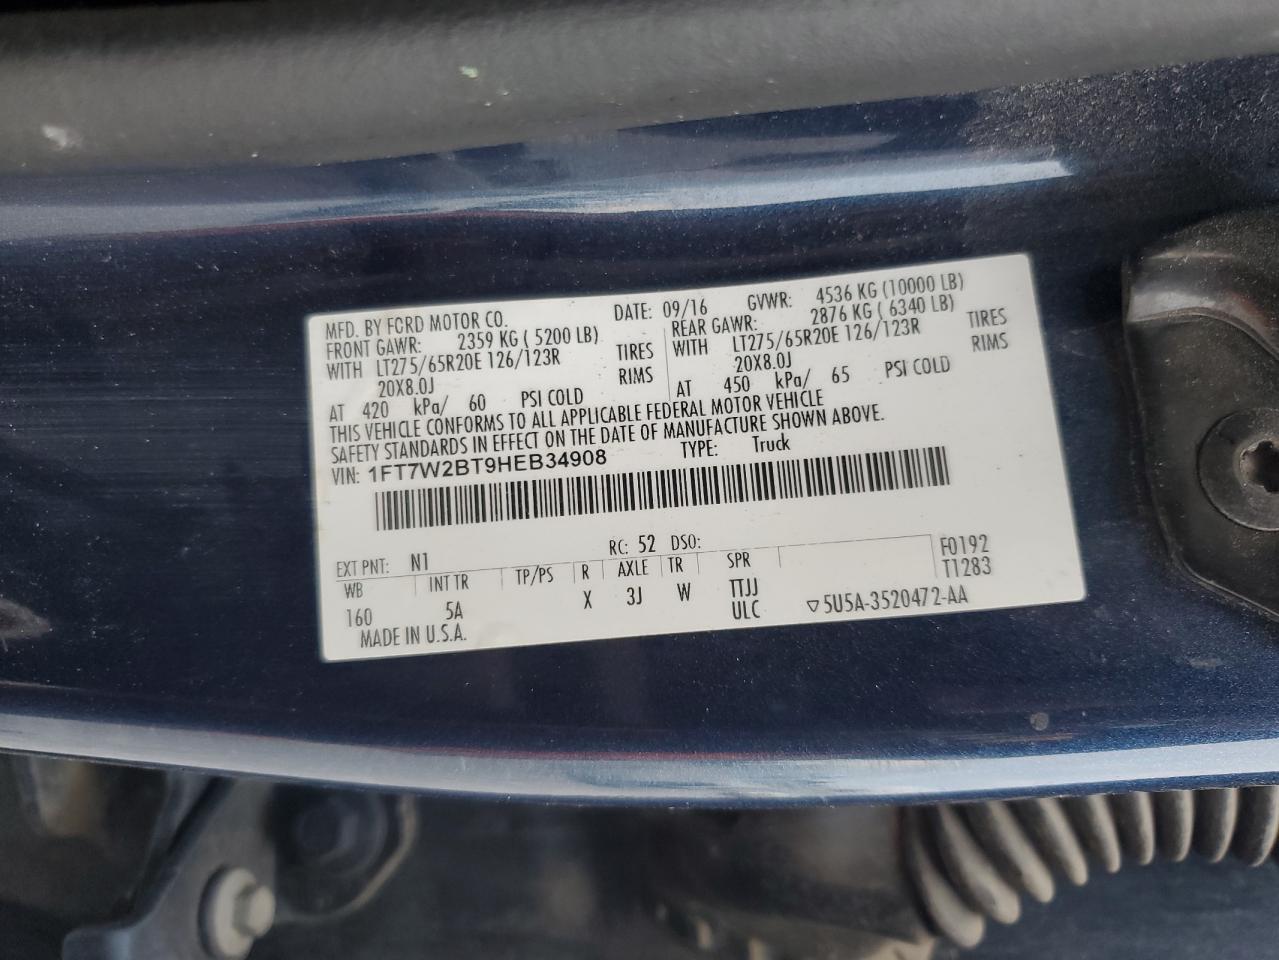 MFD. BY FORD MOTOR CO. DATE: 09/16 GVWR: 4536 KG (10000 LB)
FRONT GAWR: 2359 KG ( 5200 LB) REAR GAWR: 2876 KG ( 6340 LB)
WITH LT275/65R20E 126/123R TIRES WITH LT275/65R20E 126/123R TIRES
20X8.0J RIMS 20X8.0J RIMS
AT 420 kPa/ 60 PSI COLD AT 450 kPa/ 65 PSI COLD
THIS VEHICLE CONFORMS TO ALL APPLICABLE FEDERAL MOTOR VEHICLE
SAFETY STANDARDS IN EFFECT ON THE DATE OF MANUFACTURE SHOWN ABOVE.
VIN: 1FT7W2BT9HEB34908 TYPE: Truck
EXT PNT: N1 RC: 52 DSO: F0192
WB INT TR TP/PS R AXLE TR SPR T1283
160 5A X 3J W TTJJ
ULC ▽5U5A-3520472-AA
MADE IN U.S.A.